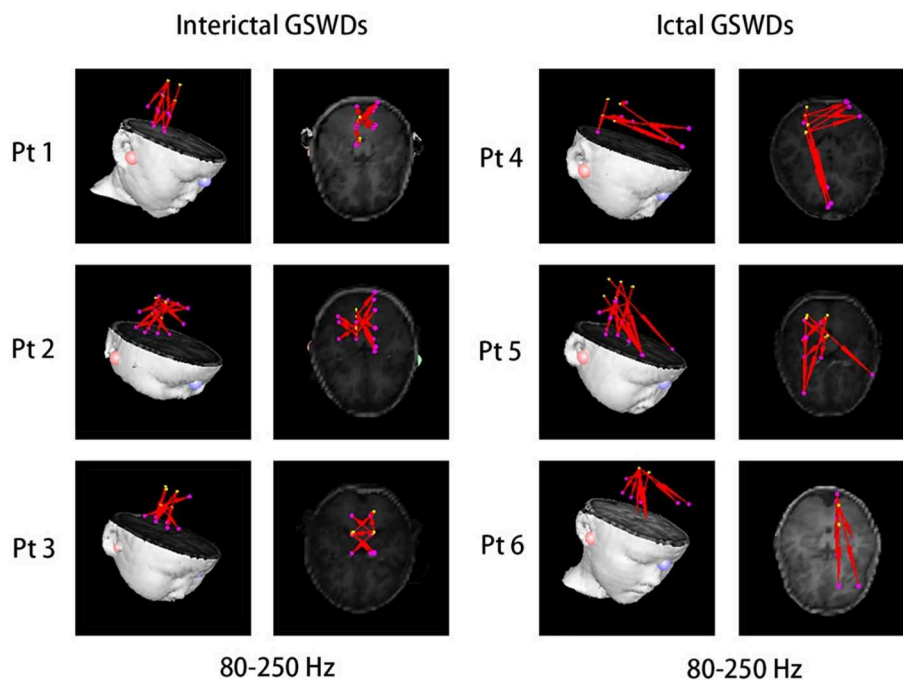 Interictal GSWDs
Ictal GSWDs
Pt 1
Pt 4
Pt 2
Pt 5
Pt 3
Pt 6
80-250 Hz
80-250 Hz